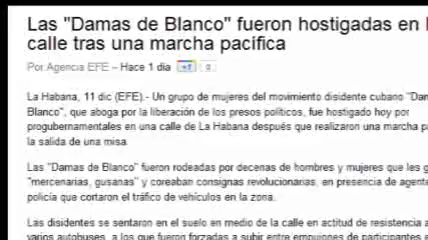 Las "Damas de Blanco" fueron hostigadas en
calle tras una marcha pacífica
Por Agencia EFE – Hace 1 día +1 0
La Habana, 11 dic (EFE).- Un grupo de mujeres del movimiento disidente cubano
Blanco", que aboga por la liberación de los presos políticos, fue hostigado hoy por
progubernamentales en una calle de La Habana después que realizaron una marcha
la salida de una misa.
Las "Damas de Blanco" fueron rodeadas por decenas de hombres y mujeres que les
"mercenarias, gusanas" y coreaban consignas revolucionarias, en presencia de
policía que cortaron el tráfico de vehículos en la zona.
Las disidentes se sentaron en el suelo en medio de la calle en actitud de resistencia
varios autobuses, a los que fueron forzadas a subir entre empujones de participantes